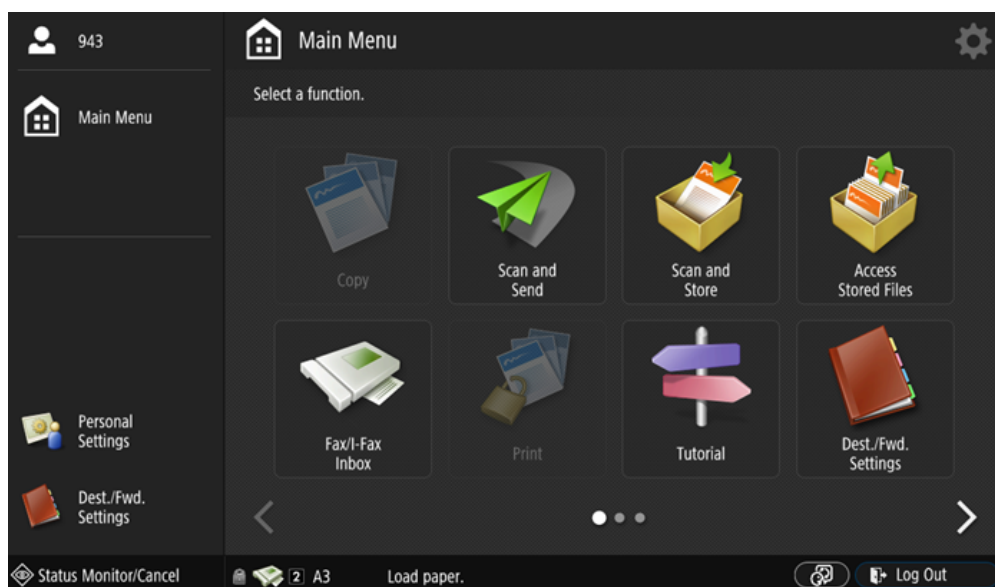 943
Main Menu
Personal
Settings
Dest./Fwd.
Settings
Main Menu
Select a function.
Copy
Scan and
Send
Scan and
Store
Access
Stored Files
Fax/I-Fax
Inbox
Print
Tutorial
Dest./Fwd.
Settings
Status Monitor/Cancel
2 A3 Load paper.
Log Out